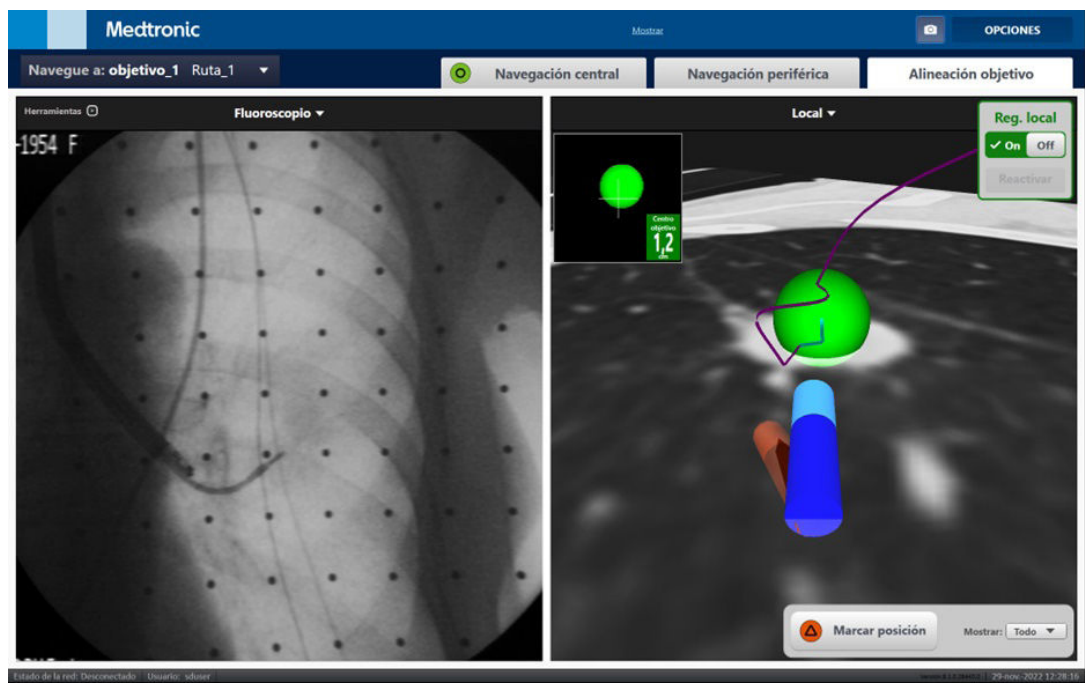 Medtronic
Mostrar
OPCIONES
Navegue a: objetivo_1 Ruta_1
Navegación central
Navegación periférica
Alineación objetivo
Herramientas
Fluoroscopio
Local
Reg. local
On Off
Reactivar
-1954 F
Centro
objetivo
1,2
cm
Marcar posición
Mostrar: Todo
Estado de la red: Desconectado Usuario: sduser
29-nov.-2022 12:28:16